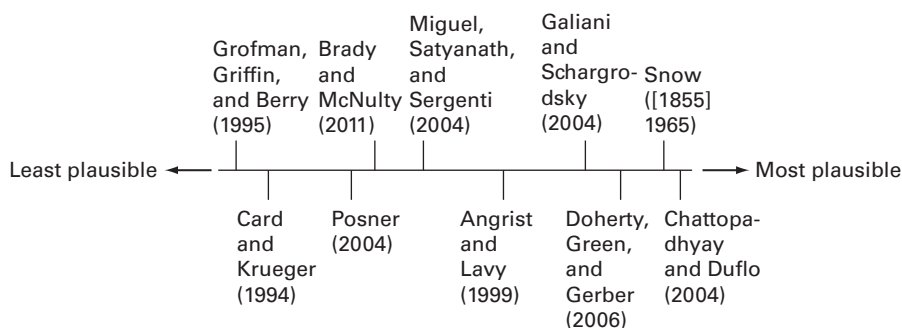 Grofman,
Griffin,
and Berry
(1995)
Brady
and
McNulty
(2011)
Miguel,
Satyanath,
and
Sergenti
(2004)
Galiani
and
Schargro-
dsky
(2004)
Snow
([1855]
1965)
Least plausible
Most plausible
Card
and
Krueger
(1994)
Posner
(2004)
Angrist
and
Lavy
(1999)
Doherty,
Green,
and
Gerber
(2006)
Chattopa-
dhyay
and Duflo
(2004)